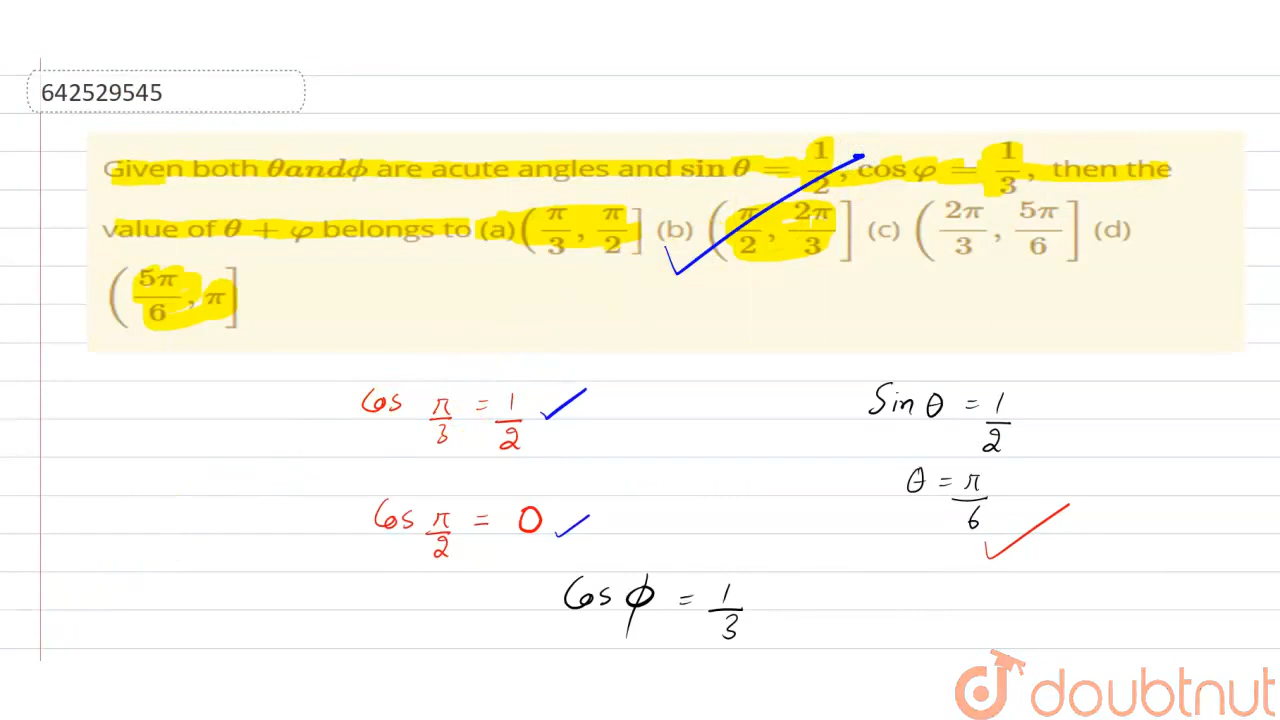 642529545
Given both θandϕ are acute angles and sin θ = 1/2, cos φ = 1/3, then the
value of θ + φ belongs to (a)(π/3, π/2] (b) (π/2, 2π/3] (c) (2π/3, 5π/6] (d)
(5π/6, π]
Cos π/3 = 1/2
Sin θ = 1/2
θ = π/6
Cos π/2 = 0
Cos ϕ = 1/3
doubtnut